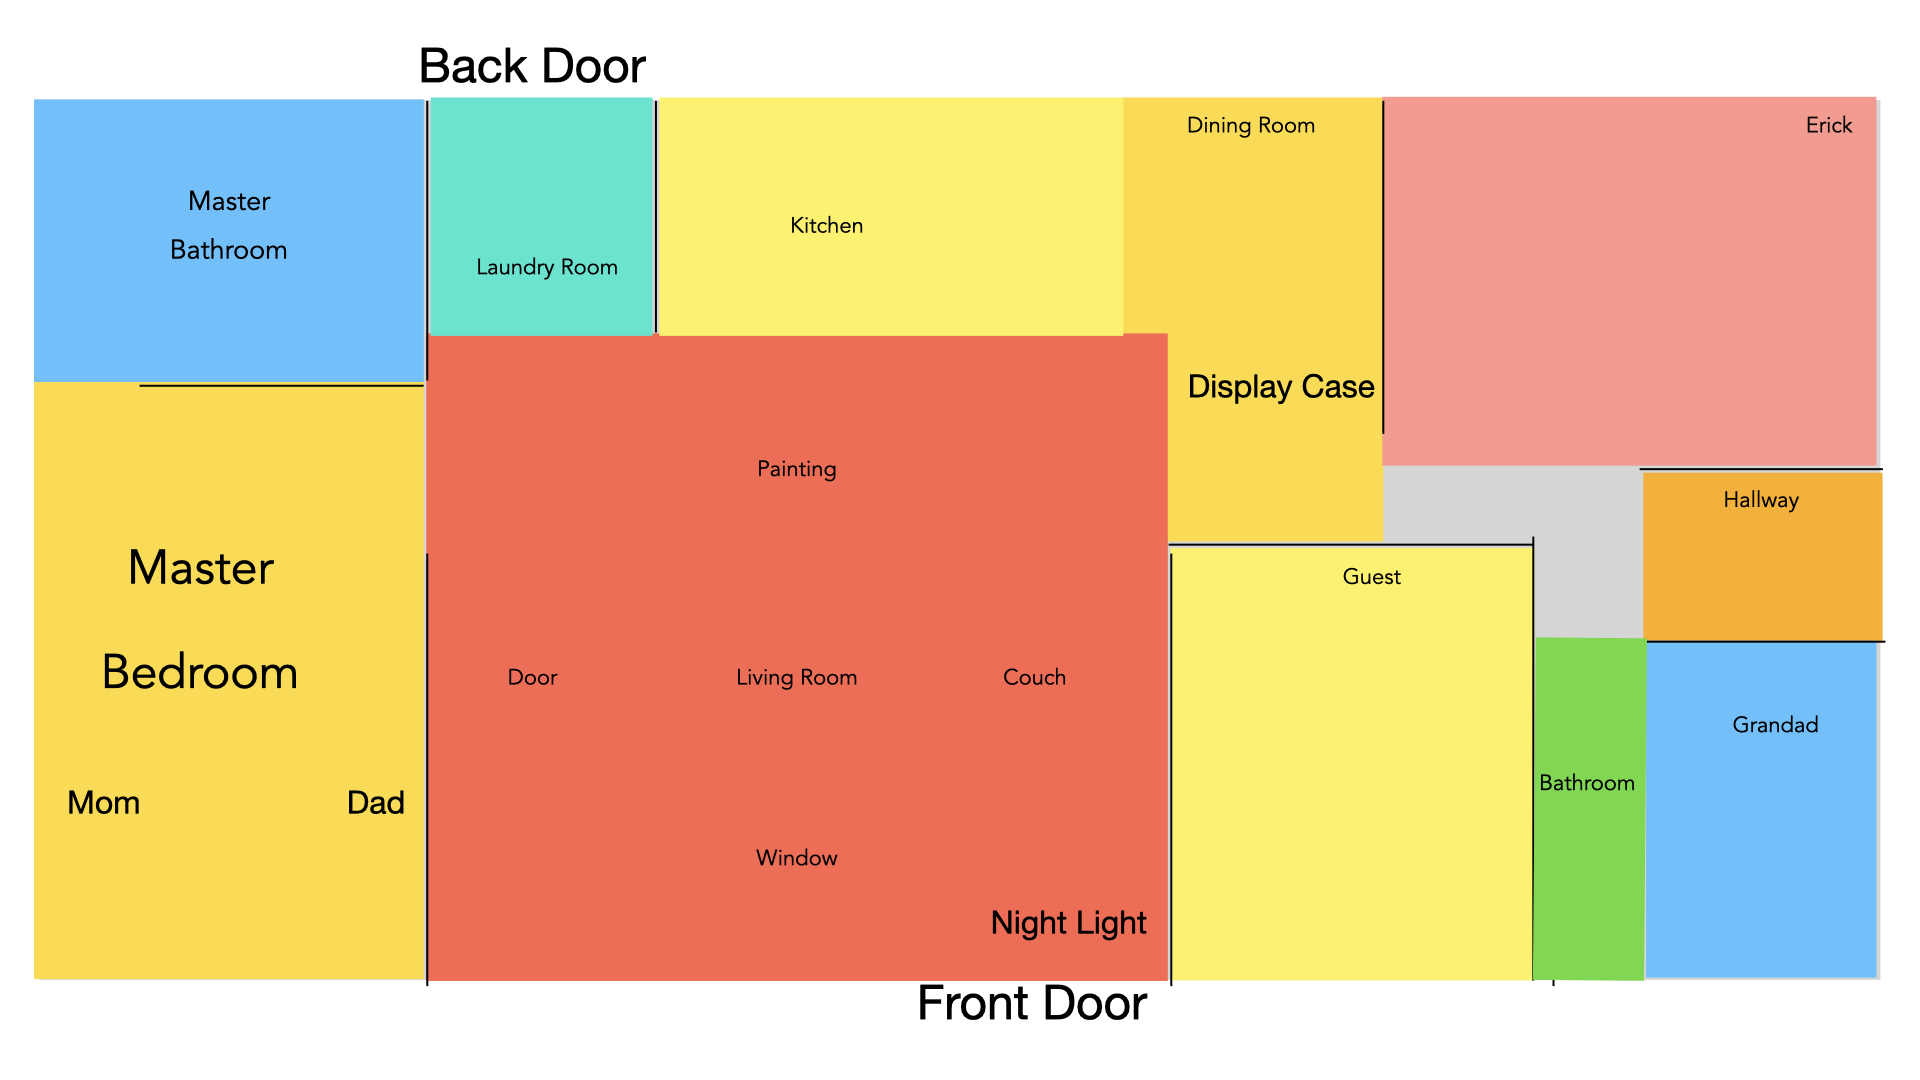 Back Door
Dining Room
Erick
Master
Bathroom
Kitchen
Laundry Room
Display Case
Painting
Hallway
Master
Guest
Bedroom
Door
Living Room
Couch
Grandad
Bathroom
Mom
Dad
Window
Night Light
Front Door